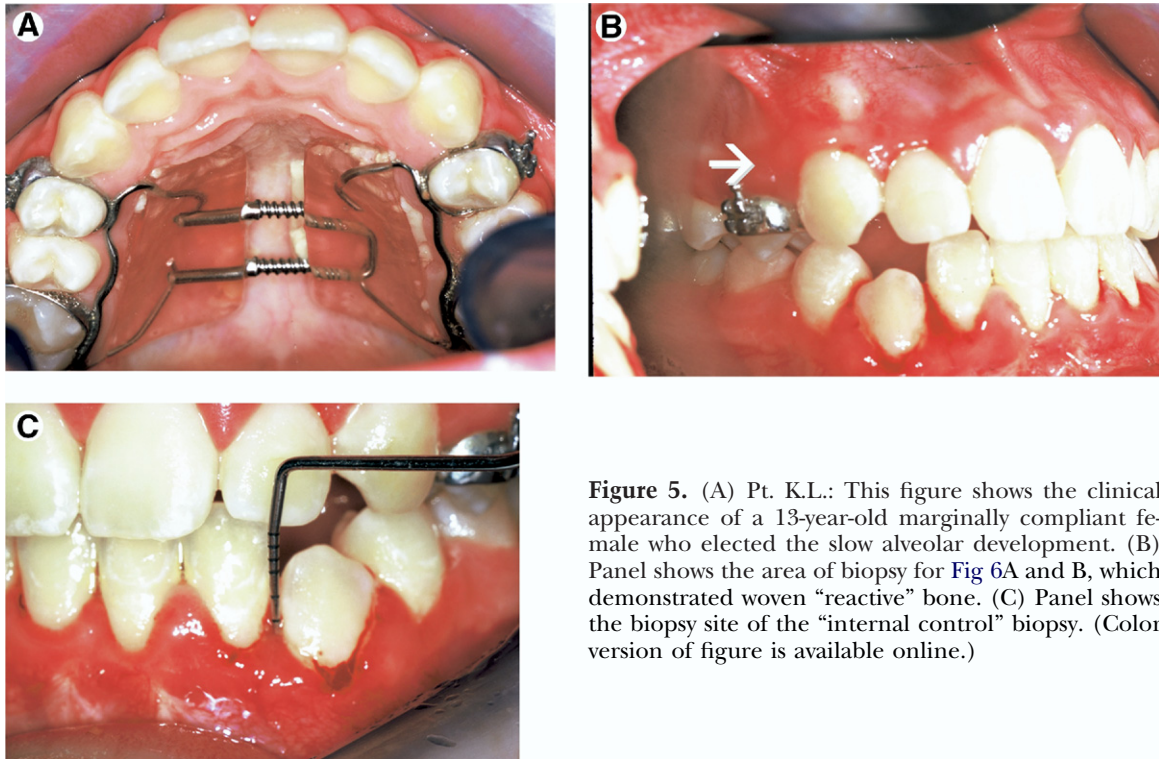 A
B
C
Figure 5. (A) Pt. K.L.: This figure shows the clinical
appearance of a 13-year-old marginally compliant fe-
male who elected the slow alveolar development. (B)
Panel shows the area of biopsy for Fig 6A and B, which
demonstrated woven “reactive” bone. (C) Panel shows
the biopsy site of the “internal control” biopsy. (Color
version of figure is available online.)